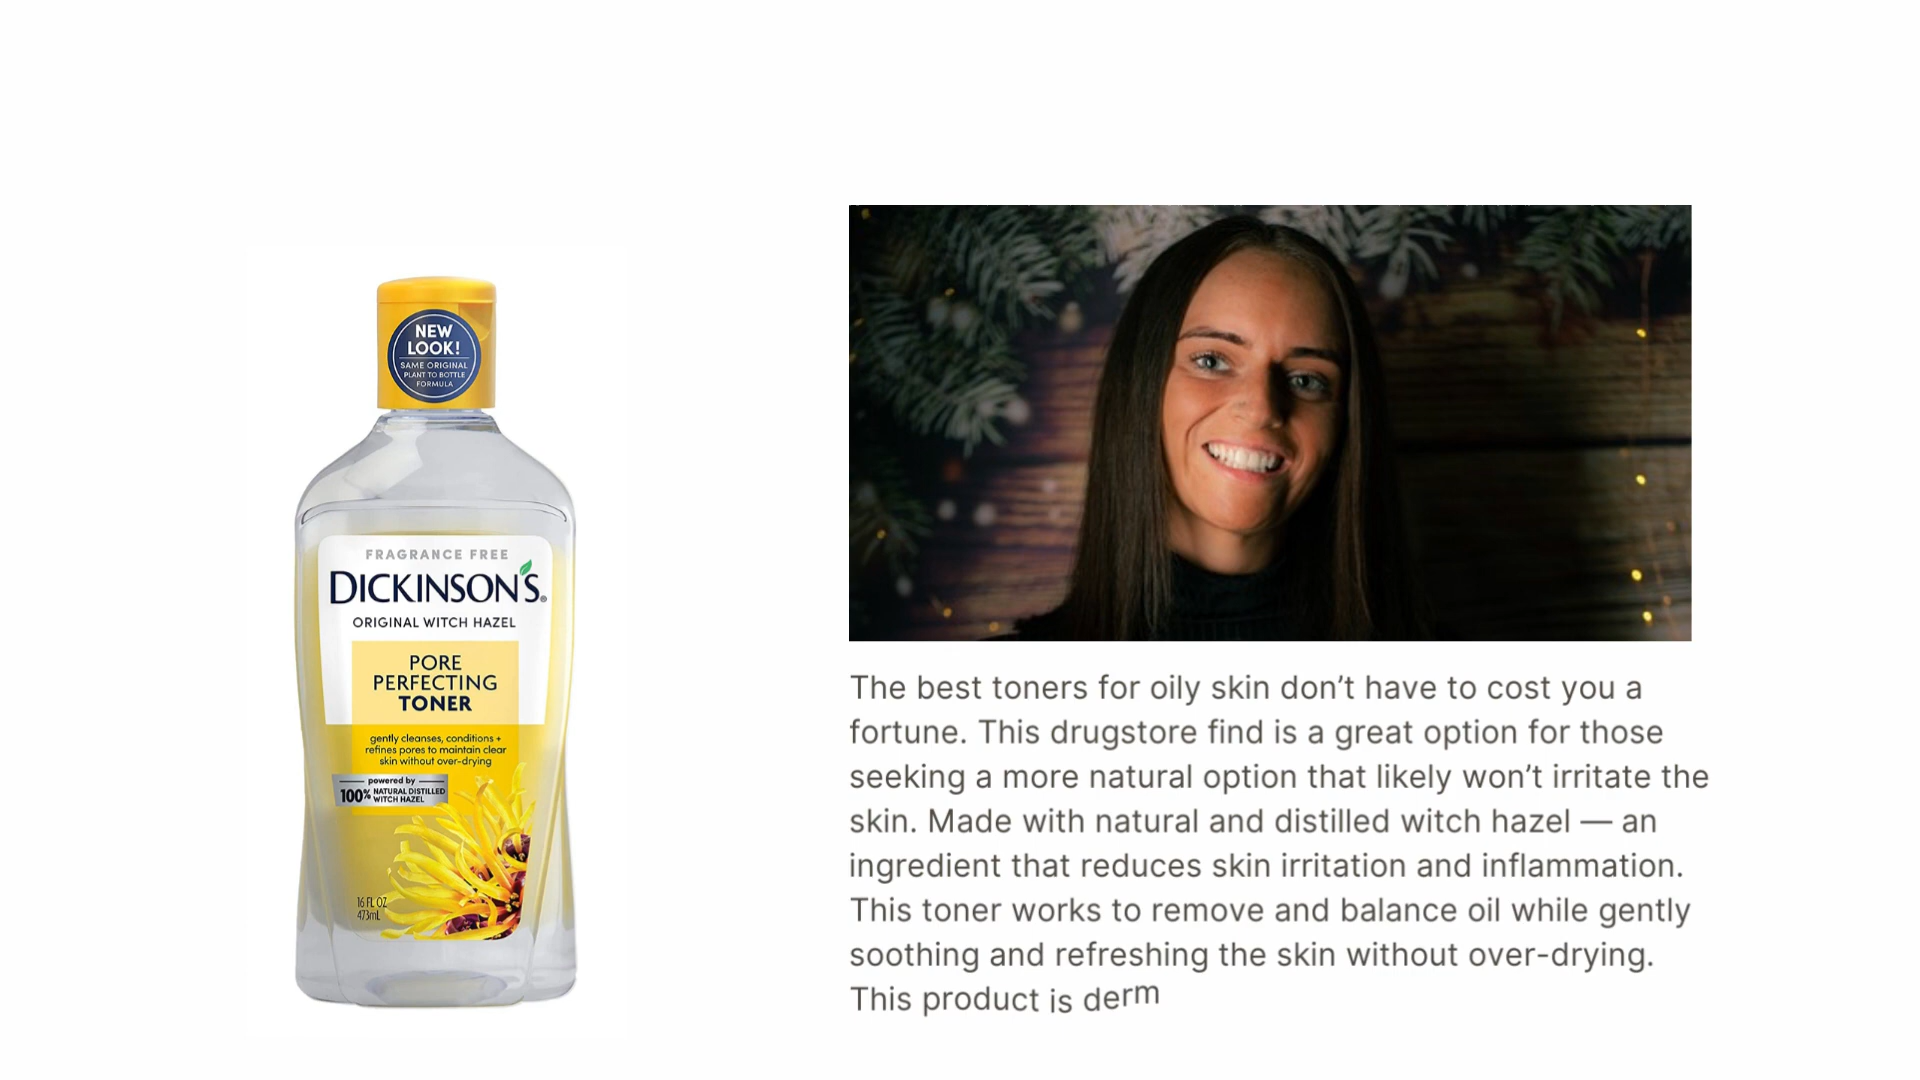 NEW
LOOK!
SAME ORIGINAL
PLANT TO BOTTLE
FORMULA
FRAGRANCE FREE
DICKINSON'S®
ORIGINAL WITCH HAZEL
PORE
PERFECTING
TONER
gently cleanses, conditions +
refines pores to maintain clear
skin without over-drying
powered by
100% NATURAL DISTILLED
WITCH HAZEL
16 FL OZ
473mL
The best toners for oily skin don’t have to cost you a
fortune. This drugstore find is a great option for those
seeking a more natural option that likely won’t irritate the
skin. Made with natural and distilled witch hazel — an
ingredient that reduces skin irritation and inflammation.
This toner works to remove and balance oil while gently
soothing and refreshing the skin without over-drying.
This product is derm